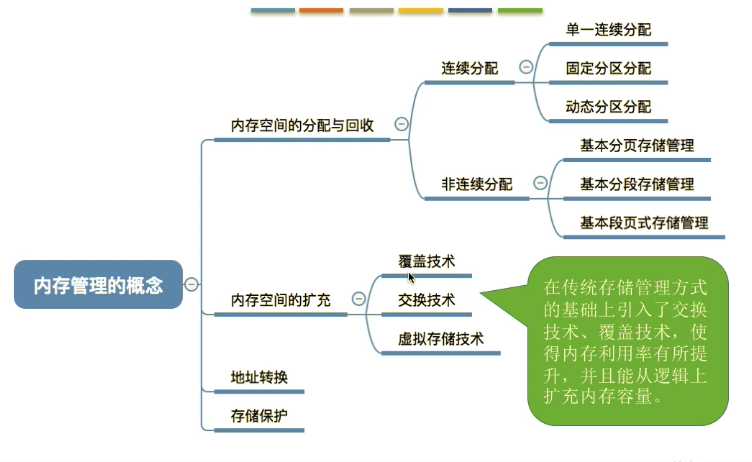 单一连续分配
连续分配
固定分区分配
动态分区分配
内存空间的分配与回收
基本分页存储管理
非连续分配
基本分段存储管理
基本段页式存储管理
内存管理的概念
覆盖技术
内存空间的扩充
交换技术
虚拟存储技术
地址转换
存储保护
在传统存储管理方式
的基础上引入了交换
技术、覆盖技术，使
得内存利用率有所提
升，并且能从逻辑上
扩充内存容量。